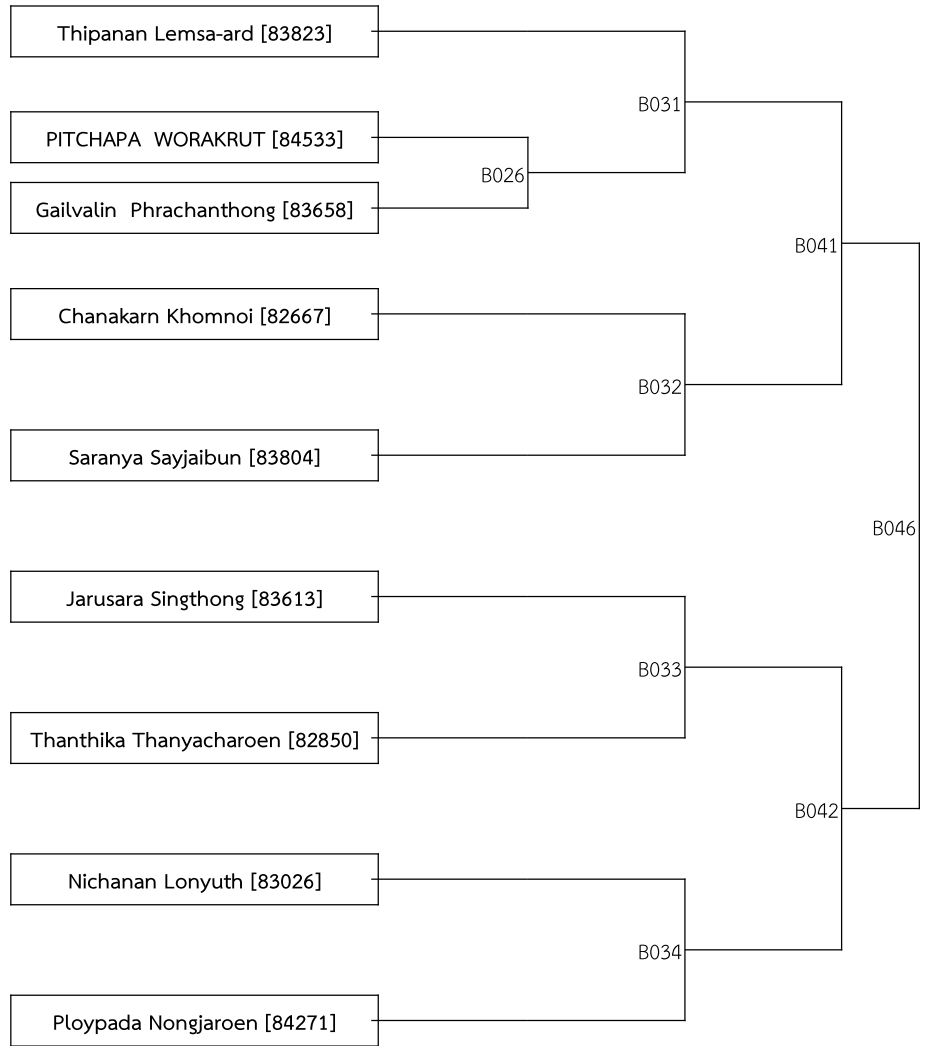 Thipanan Lemsa-ard [83823]
B031
PITCHAPA  WORAKRUT [84533]
B026
Gailvalin  Phrachanthong [83658]
B041
Chanakarn Khomnoi [82667]
B032
Saranya Sayjaibun [83804]
B046
Jarusara Singthong [83613]
B033
Thanthika Thanyacharoen [82850]
B042
Nichanan Lonyuth [83026]
B034
Ploypada Nongjaroen [84271]